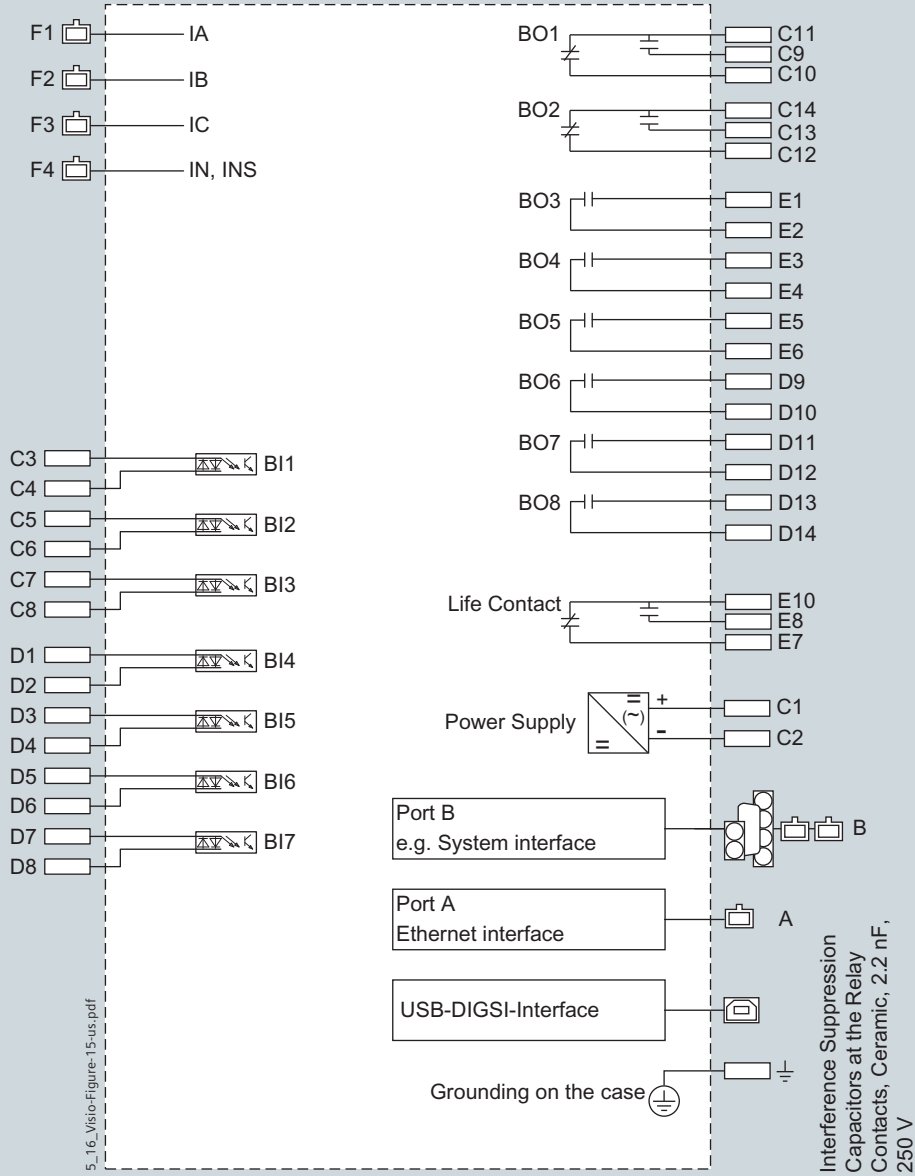 F1 IA
F2 IB
F3 IC
F4 IN, INS
C3
C4 BI1
C5
C6 BI2
C7
C8 BI3
D1
D2 BI4
D3
D4 BI5
D5
D6 BI6
D7
D8 BI7
BO1 C11
C9
C10
BO2 C14
C13
C12
BO3 E1
E2
BO4 E3
E4
BO5 E5
E6
BO6 D9
D10
BO7 D11
D12
BO8 D13
D14
Life Contact E10
E8
E7
Power Supply = (~) = + - C1
C2
Port B
e.g. System interface B
Port A
Ethernet interface A
USB-DIGSI-Interface
Grounding on the case
Interference Suppression
Capacitors at the Relay
Contacts, Ceramic, 2.2 nF,
250 V
5_16_Visio-Figure-15-us.pdf